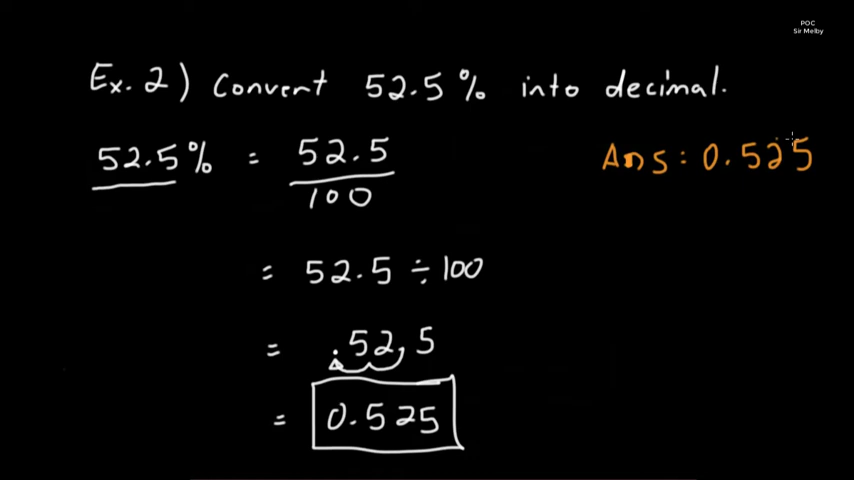 POC
Sir Melby
Ex. 2) Convert 52.5% into decimal.
52.5% = 52.5
100
Ans: 0.525
= 52.5 ÷ 100
= .52,5
= 0.525